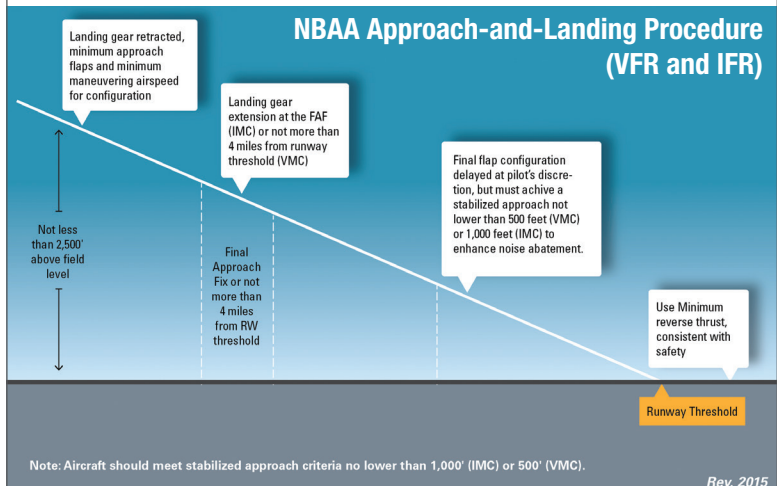 NBAA Approach-and-Landing Procedure
(VFR and IFR)
Landing gear retracted,
minimum approach
flaps and minimum
maneuvering airspeed
for configuration
Landing gear
extension at the FAF
(IMC) or not more than
4 miles from runway
threshold (VMC)
Final flap configuration
delayed at pilot's discre-
tion, but must achive a
stabilized approach not
lower than 500 feet (VMC)
or 1,000 feet (IMC) to
enhance noise abatement.
Not less
than 2,500'
above field
level
Final
Approach
Fix or not
more than
4 miles
from RW
threshold
Use Minimum
reverse thrust,
consistent with
safety
Runway Threshold
Note: Aircraft should meet stabilized approach criteria no lower than 1,000' (IMC) or 500' (VMC).
Rev. 2015